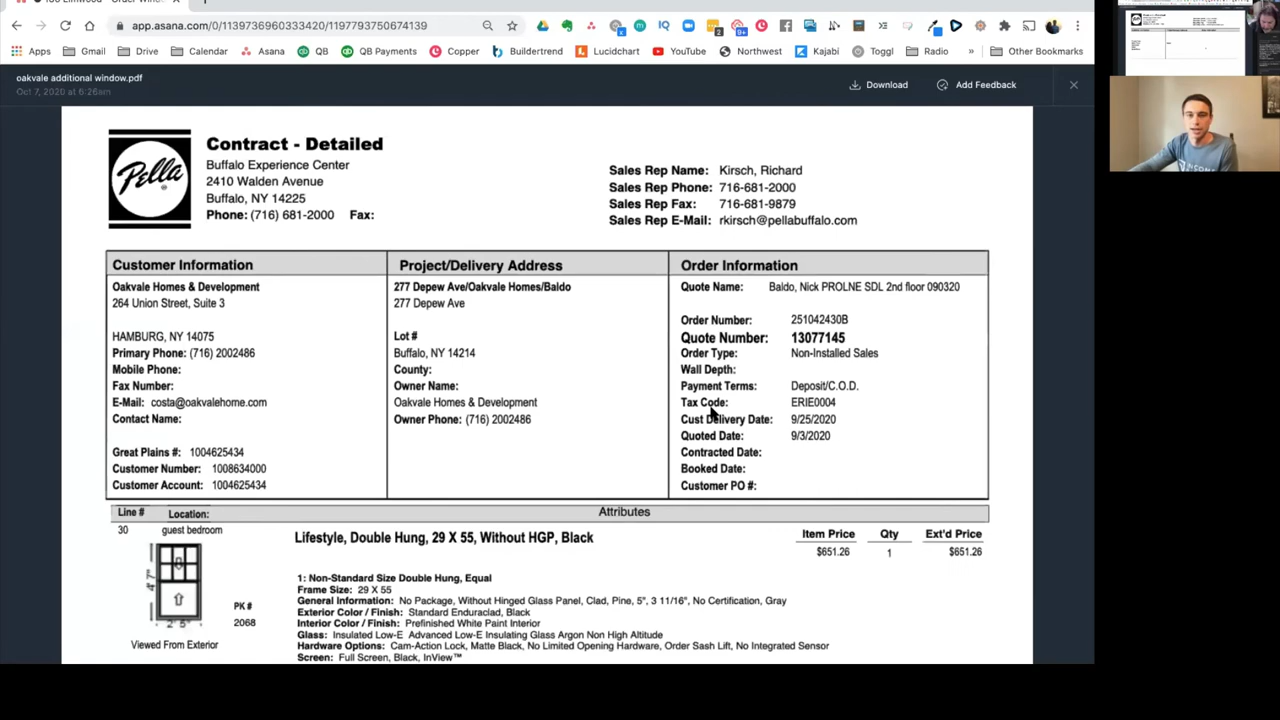 app.asana.com/0/1139736960333420/1197793750674139
Apps Gmail Drive Calendar Asana QB QB Payments Copper Buildertrend Lucidchart YouTube Northwest Kajabi Toggl Radio » Other Bookmarks
oakvale additional window.pdf
Oct 7, 2020 at 6:26am
Download Add Feedback
Pella
Contract - Detailed
Buffalo Experience Center
2410 Walden Avenue
Buffalo, NY 14225
Phone: (716) 681-2000 Fax:
Sales Rep Name: Kirsch, Richard
Sales Rep Phone: 716-681-2000
Sales Rep Fax: 716-681-9879
Sales Rep E-Mail: rkirsch@pellabuffalo.com
Customer Information
Oakvale Homes & Development
264 Union Street, Suite 3
HAMBURG, NY 14075
Primary Phone: (716) 2002486
Mobile Phone:
Fax Number:
E-Mail: costa@oakvalehome.com
Contact Name:
Great Plains #: 1004625434
Customer Number: 1008634000
Customer Account: 1004625434
Project/Delivery Address
277 Depew Ave/Oakvale Homes/Baldo
277 Depew Ave
Lot #
Buffalo, NY 14214
County:
Owner Name:
Oakvale Homes & Development
Owner Phone: (716) 2002486
Order Information
Quote Name: Baldo, Nick PROLNE SDL 2nd floor 090320
Order Number: 251042430B
Quote Number: 13077145
Order Type: Non-Installed Sales
Wall Depth:
Payment Terms: Deposit/C.O.D.
Tax Code: ERIE0004
Cust Delivery Date: 9/25/2020
Quoted Date: 9/3/2020
Contracted Date:
Booked Date:
Customer PO #:
Line # Location: Attributes
30 guest bedroom
Lifestyle, Double Hung, 29 X 55, Without HGP, Black
Item Price Qty Ext'd Price
$651.26 1 $651.26
4' 7"
2' 5"
PK #
2068
Viewed From Exterior
1: Non-Standard Size Double Hung, Equal
Frame Size: 29 X 55
General Information: No Package, Without Hinged Glass Panel, Clad, Pine, 5", 3 11/16", No Certification, Gray
Exterior Color / Finish: Standard Enduraclad, Black
Interior Color / Finish: Prefinished White Paint Interior
Glass: Insulated Low-E Advanced Low-E Insulating Glass Argon Non High Altitude
Hardware Options: Cam-Action Lock, Matte Black, No Limited Opening Hardware, Order Sash Lift, No Integrated Sensor
Screen: Full Screen, Black, InView™